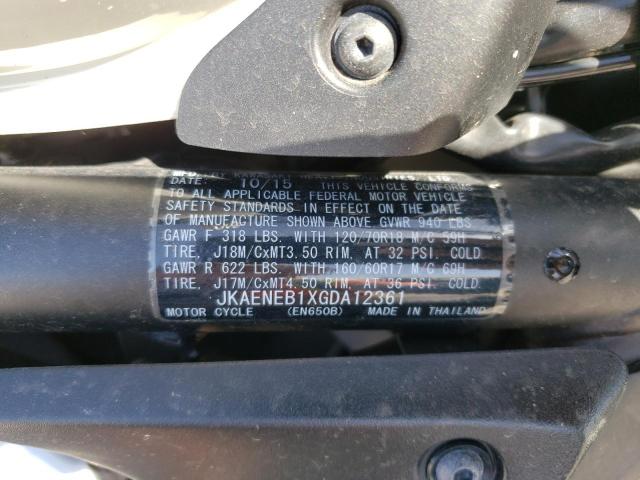 DATE: 10/15 THIS VEHICLE CONFORMS
TO ALL APPLICABLE FEDERAL MOTOR VEHICLE
SAFETY STANDARDS IN EFFECT ON THE DATE
OF MANUFACTURE SHOWN ABOVE GVWR 940 LBS
GAWR F 318 LBS. WITH 120/70R18 M/C 59H
TIRE, J18M/CxMT3.50 RIM, AT 32 PSI. COLD
GAWR R 622 LBS. WITH 160/60R17 M/C 69H
TIRE, J17M/CxMT4.50 RIM, AT 36 PSI. COLD
JKAENEB1XGDA12361
MOTOR CYCLE (EN650B) MADE IN THAILAND